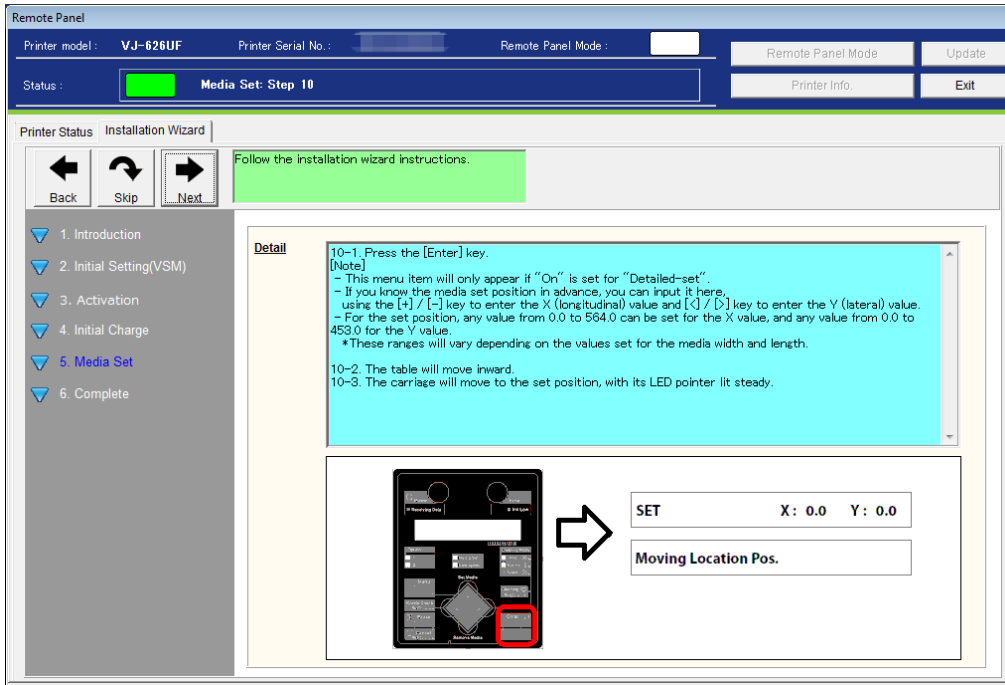 Remote Panel
Printer model : VJ-626UF Printer Serial No. : Remote Panel Mode :
Remote Panel Mode Update
Status : Media Set: Step 10
Printer Info. Exit
Printer Status Installation Wizard
Back Skip Next
Follow the installation wizard instructions.
1. Introduction
2. Initial Setting(VSM)
3. Activation
4. Initial Charge
5. Media Set
6. Complete
Detail
10-1. Press the [Enter] key.
[Note]
- This menu item will only appear if "On" is set for "Detailed-set".
- If you know the media set position in advance, you can input it here,
using the [+] / [-] key to enter the X (longitudinal) value and [<] / [>] key to enter the Y (lateral) value.
- For the set position, any value from 0.0 to 564.0 can be set for the X value, and any value from 0.0 to
453.0 for the Y value.
*These ranges will vary depending on the values set for the media width and length.
10-2. The table will move inward.
10-3. The carriage will move to the set position, with its LED pointer lit steady.
Set Media
Remove Media
SET X : 0.0 Y : 0.0
Moving Location Pos.